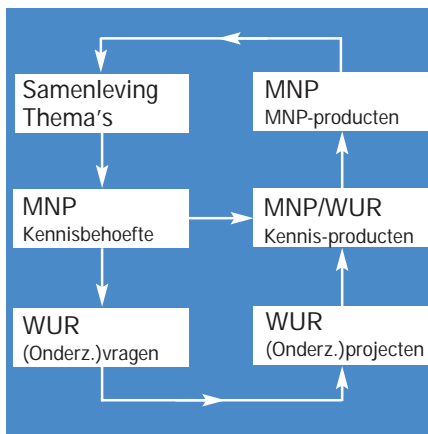 Samenleving
Thema's
MNP
MNP-producten
MNP
Kennisbehoefte
MNP/WUR
Kennis-producten
WUR
(Onderz.)vragen
WUR
(Onderz.)projecten